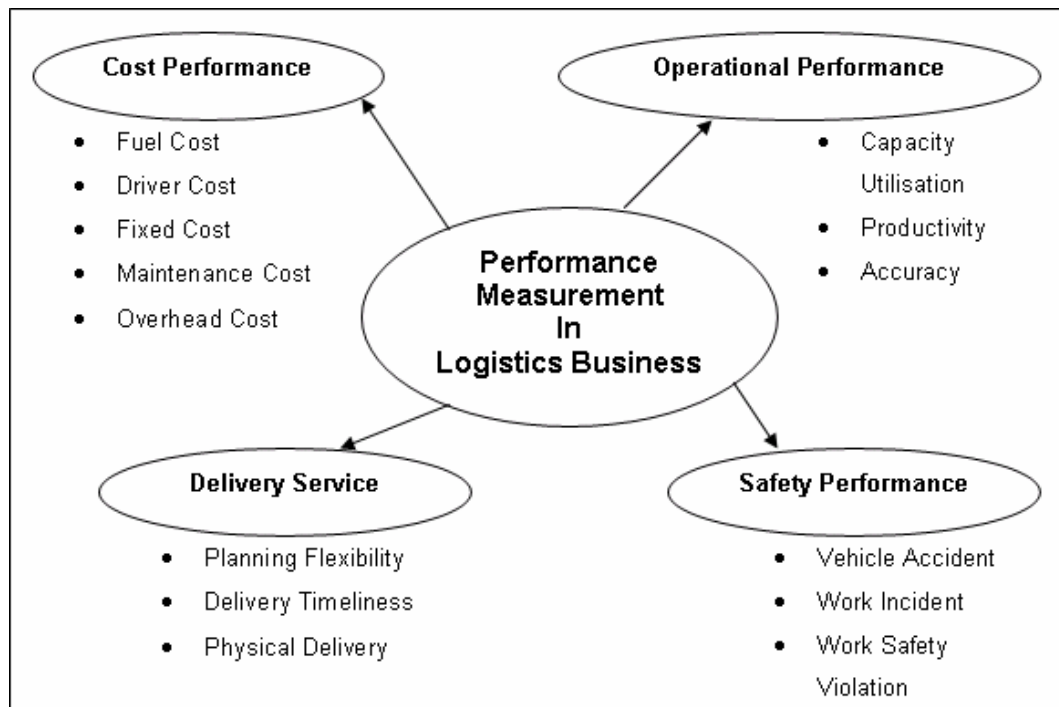 Cost Performance
• Fuel Cost
• Driver Cost
• Fixed Cost
• Maintenance Cost
• Overhead Cost
Operational Performance
• Capacity
Utilisation
• Productivity
• Accuracy
Performance
Measurement
In
Logistics Business
Delivery Service
• Planning Flexibility
• Delivery Timeliness
• Physical Delivery
Safety Performance
• Vehicle Accident
• Work Incident
• Work Safety
Violation